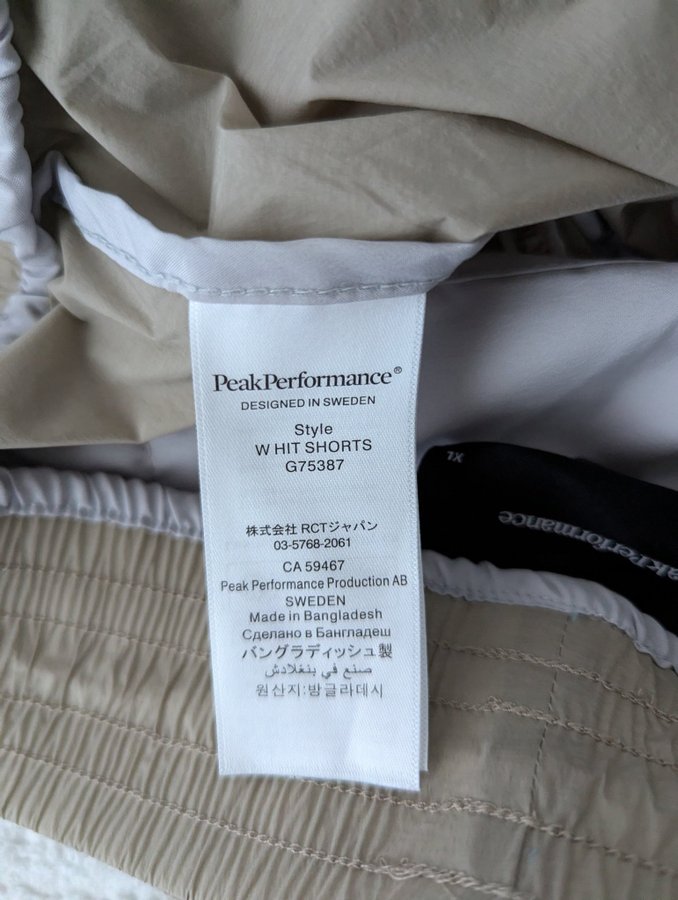 PeakPerformance®
DESIGNED IN SWEDEN
Style
W HIT SHORTS
G75387
株式会社 RCTジャパン
03-5768-2061
CA 59467
Peak Performance Production AB
SWEDEN
Made in Bangladesh
Сделано в Бангладеш
バングラディッシュ製
صنع في بنغلادش
원산지:방글라데시
XL
PeakPerformance